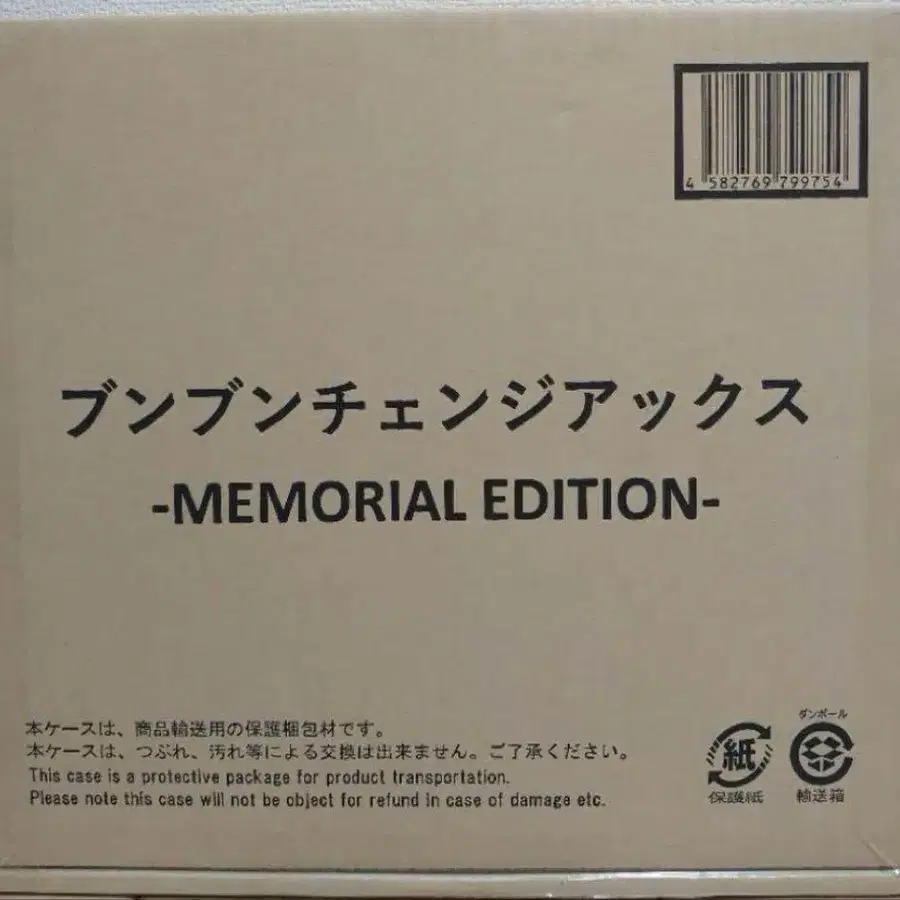 4 582769 799754
ブンブンチェンジアックス
-MEMORIAL EDITION-
本ケースは、商品輸送用の保護梱包材です。
本ケースは、つぶれ、汚れ等による交換は出来ません。ご了承ください。
This case is a protective package for product transportation.
Please note this case will not be object for refund in case of damage etc.
紙
保護紙
ダンボール
輸送箱